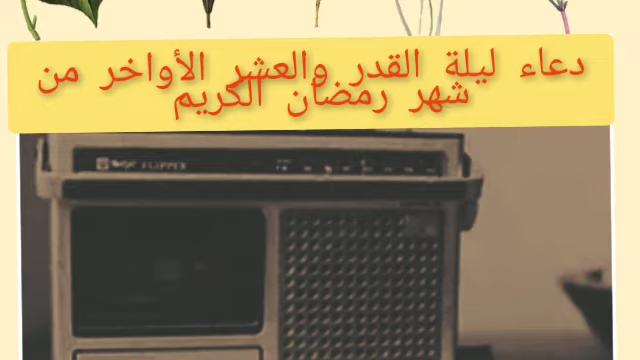 دعاء ليلة القدر والعشر الأواخر من
شهر رمضان الكريم